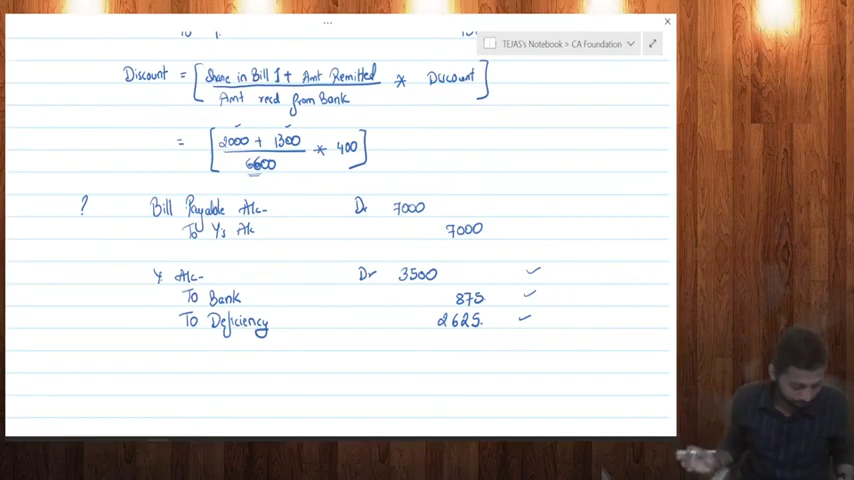 TEJAS's Notebook > CA Foundation
Discount = [ Share in Bill 1 + Amt Remitted / Amt recd from Bank * Discount ]
= [ 2000 + 1300 / 6600 * 400 ]
? Bill Payable A/c- Dr 7000
To Y's A/c 7000
Y A/c- Dr 3500 ✓
To Bank 875. ✓
To Deficiency 2625. ✓